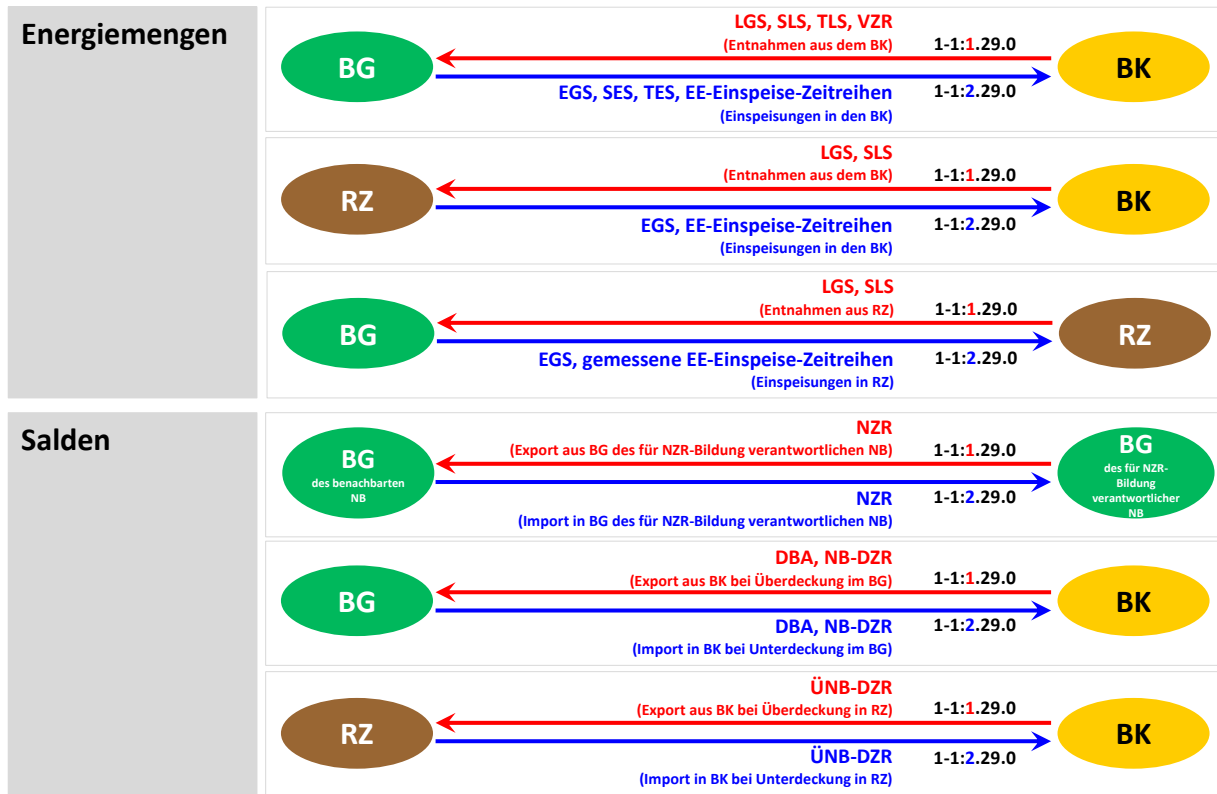 Energiemengen
LGS, SLS, TLS, VZR
(Entnahmen aus dem BK)
1-1:1.29.0
BG
BK
EGS, SES, TES, EE-Einspeise-Zeitreihen
1-1:2.29.0
(Einspeisungen in den BK)
LGS, SLS
(Entnahmen aus dem BK)
1-1:1.29.0
RZ
BK
EGS, EE-Einspeise-Zeitreihen
1-1:2.29.0
(Einspeisungen in den BK)
LGS, SLS
(Entnahmen aus RZ)
1-1:1.29.0
BG
RZ
EGS, gemessene EE-Einspeise-Zeitreihen
1-1:2.29.0
(Einspeisungen in RZ)
Salden
NZR
(Export aus BG des für NZR-Bildung verantwortlichen NB)
1-1:1.29.0
BG
des benachbarten
NB
BG
des für NZR-
Bildung
verantwortlicher
NB
NZR
1-1:2.29.0
(Import in BG des für NZR-Bildung verantwortlichen NB)
DBA, NB-DZR
(Export aus BK bei Überdeckung im BG)
1-1:1.29.0
BG
BK
DBA, NB-DZR
1-1:2.29.0
(Import in BK bei Unterdeckung im BG)
ÜNB-DZR
(Export aus BK bei Überdeckung in RZ)
1-1:1.29.0
RZ
BK
ÜNB-DZR
1-1:2.29.0
(Import in BK bei Unterdeckung in RZ)